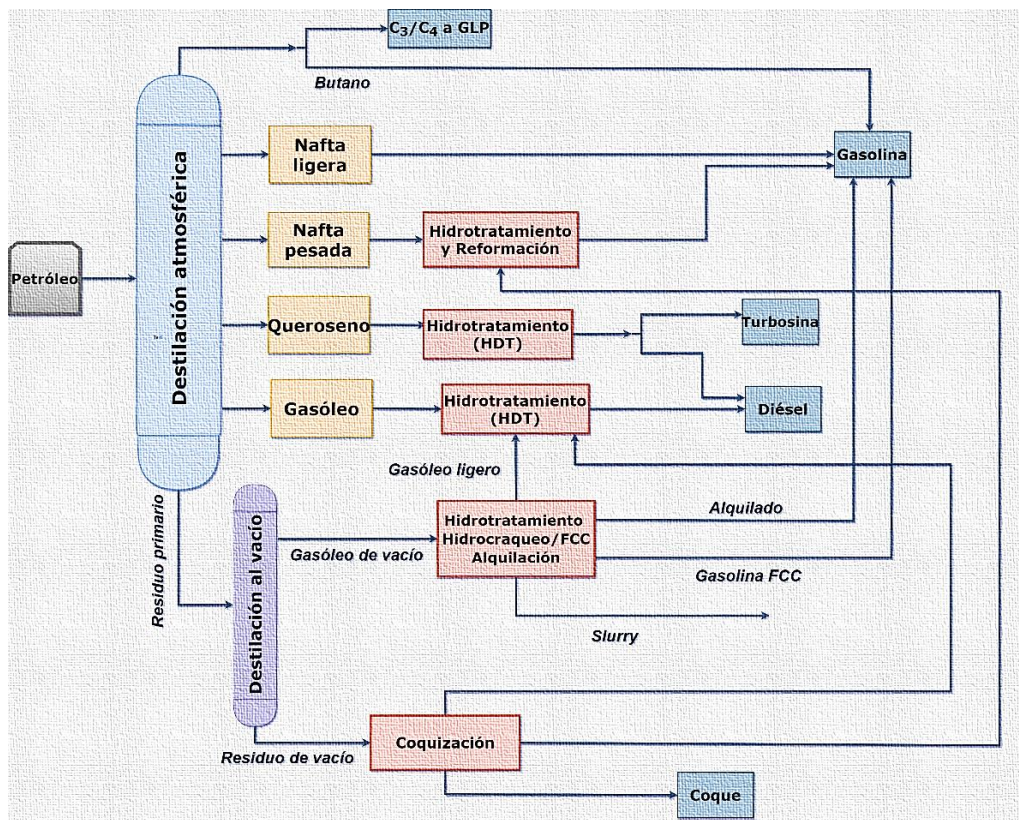 C₃/C₄ a GLP
Butano
Nafta
ligera
Gasolina
Destilación atmosférica
Nafta
pesada
Hidrotratamiento
y Reformación
Petróleo
Queroseno
Hidrotratamiento
(HDT)
Turbosina
Gasóleo
Hidrotratamiento
(HDT)
Diésel
Gasóleo ligero
Residuo primario
Destilación al vacío
Gasóleo de vacío
Hidrotratamiento
Hidrocraqueo/FCC
Alquilación
Alquilado
Gasolina FCC
Slurry
Residuo de vacío
Coquización
Coque